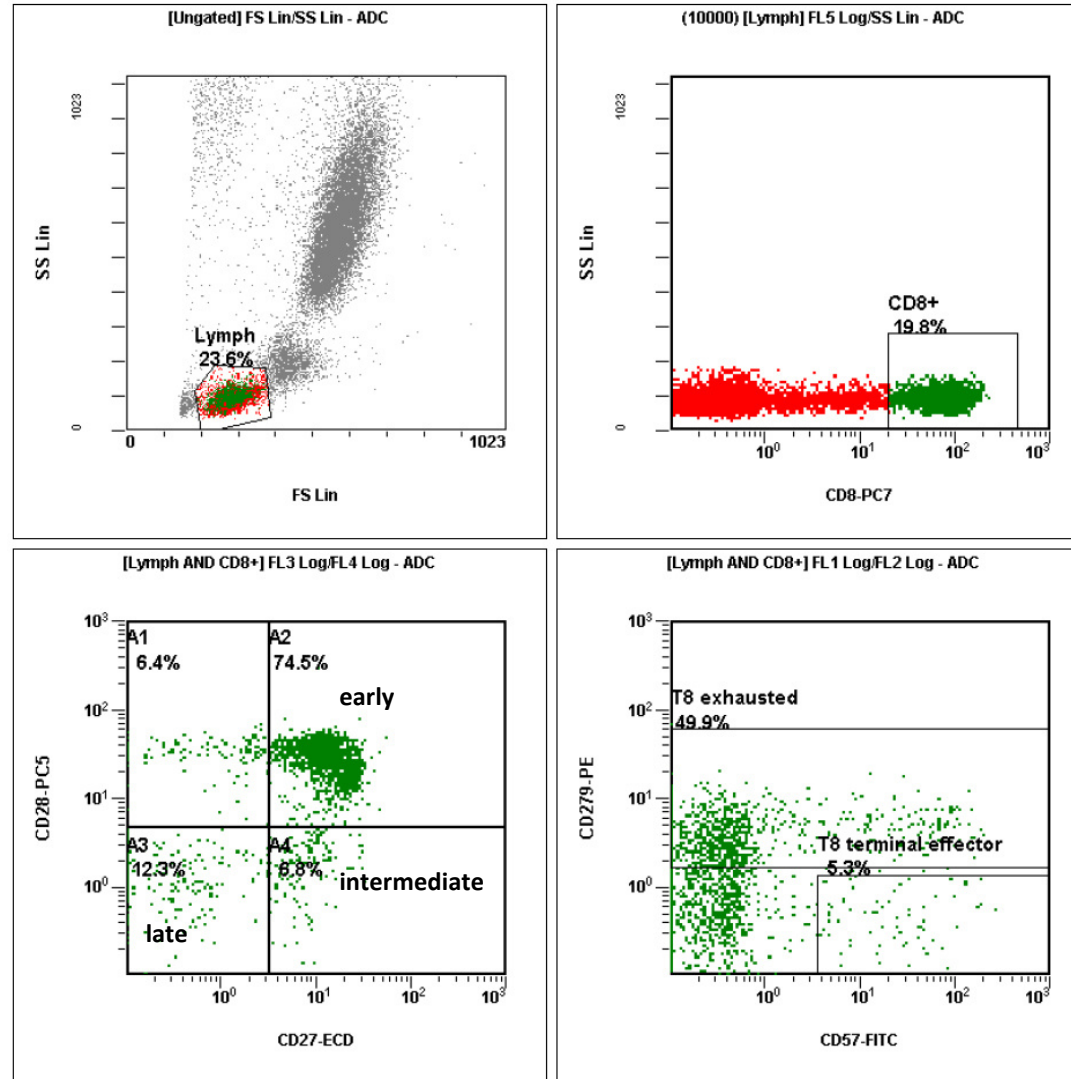 [Ungated] FS Lin/SS Lin - ADC
1023
SS Lin
Lymph
23.6%
0
0
1023
FS Lin
(10000) [Lymph] FL5 Log/SS Lin - ADC
1023
SS Lin
CD8+
19.8%
0
10⁰
10¹
10²
10³
CD8-PC7
[Lymph AND CD8+] FL3 Log/FL4 Log - ADC
10³
A1
6.4%
A2
74.5%
early
10²
CD28-PC5
10¹
A3
12.3%
A4
6.8%
10⁰
intermediate
late
10⁰
10¹
10²
10³
CD27-ECD
[Lymph AND CD8+] FL1 Log/FL2 Log - ADC
10³
T8 exhausted
49.9%
10²
CD279-PE
10¹
T8 terminal effector
5.3%
10⁰
10⁰
10¹
10²
10³
CD57-FITC